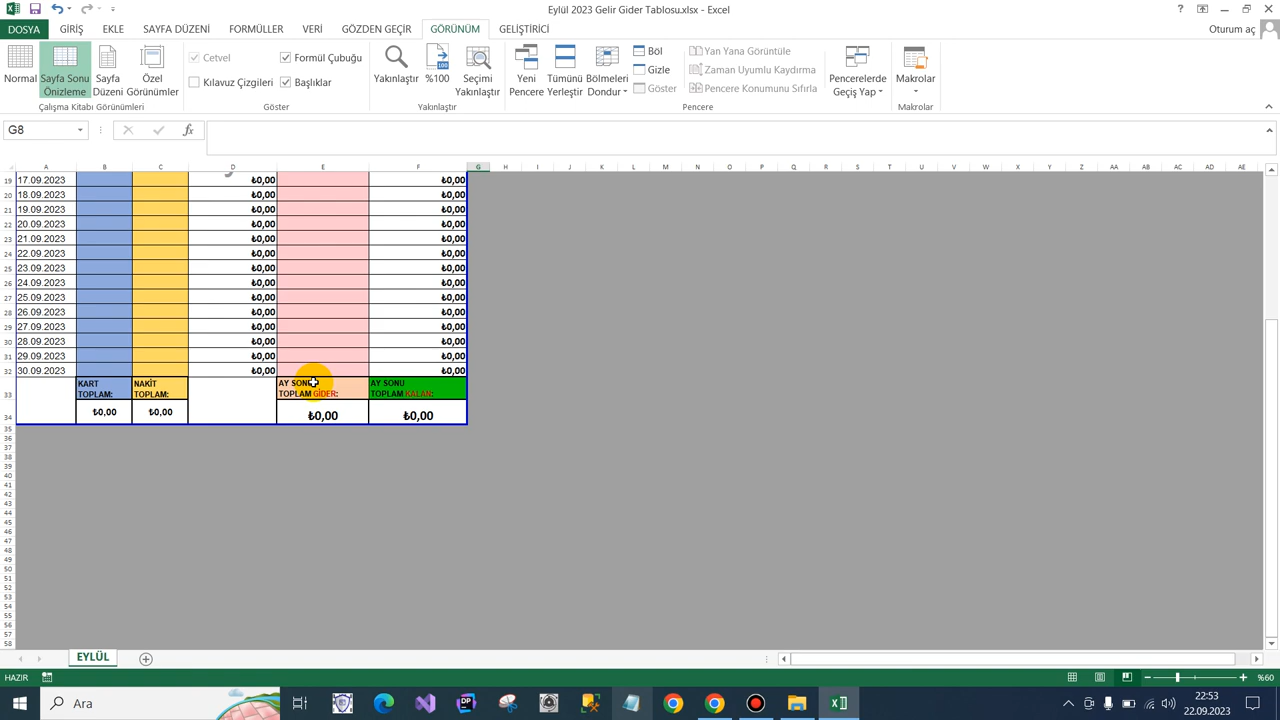 Eylül 2023 Gelir Gider Tablosu.xlsx - Excel
DOSYA GİRİŞ EKLE SAYFA DÜZENİ FORMÜLLER VERİ GÖZDEN GEÇİR GÖRÜNÜM GELİŞTİRİCİ Oturum aç
Normal Sayfa Sonu Önizleme Sayfa Düzeni Özel Görünümler
Çalışma Kitabı Görünümleri
Cetvel Formül Çubuğu
Kılavuz Çizgileri Başlıklar
Göster
Yakınlaştır %100 Seçimi Yakınlaştır
Yakınlaştır
Yeni Pencere Tümünü Yerleştir Bölmeleri Dondur
Böl
Gizle
Göster
Yan Yana Görüntüle
Zaman Uyumlu Kaydırma
Pencere Konumunu Sıfırla
Pencerelerde Geçiş Yap
Pencere
Makrolar
Makrolar
G8 fx
A B C D E F G H I J K L M N O P Q R S T U V W X Y Z AA AB AC AD AE
19 17.09.2023 ₺0,00 ₺0,00
20 18.09.2023 ₺0,00 ₺0,00
21 19.09.2023 ₺0,00 ₺0,00
22 20.09.2023 ₺0,00 ₺0,00
23 21.09.2023 ₺0,00 ₺0,00
24 22.09.2023 ₺0,00 ₺0,00
25 23.09.2023 ₺0,00 ₺0,00
26 24.09.2023 ₺0,00 ₺0,00
27 25.09.2023 ₺0,00 ₺0,00
28 26.09.2023 ₺0,00 ₺0,00
29 27.09.2023 ₺0,00 ₺0,00
30 28.09.2023 ₺0,00 ₺0,00
31 29.09.2023 ₺0,00 ₺0,00
32 30.09.2023 ₺0,00 ₺0,00
33 KART TOPLAM: NAKİT TOPLAM: AY SONU TOPLAM GİDER: AY SONU TOPLAM KALAN:
34 ₺0,00 ₺0,00 ₺0,00 ₺0,00
35
36
37
38
39
40
41
42
43
44
45
46
47
48
49
50
51
52
53
54
55
56
57
58
EYLÜL
HAZIR %60
Ara
22:53
22.09.2023